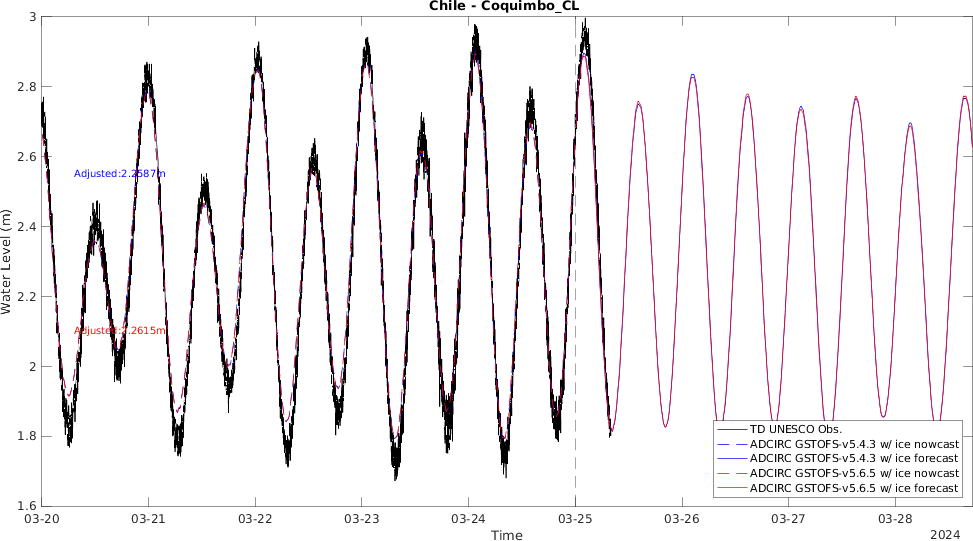 Chile - Coquimbo_CL
3
2.8
2.6
2.4
2.2
2
1.8
1.6
Water Level (m)
Adjusted:2.2587m
Adjusted:2.2615m
TD UNESCO Obs.
ADCIRC GSTOFS-v5.4.3 w/ ice nowcast
ADCIRC GSTOFS-v5.4.3 w/ ice forecast
ADCIRC GSTOFS-v5.6.5 w/ ice nowcast
ADCIRC GSTOFS-v5.6.5 w/ ice forecast
03-20 03-21 03-22 03-23 03-24 03-25 03-26 03-27 03-28
Time
2024